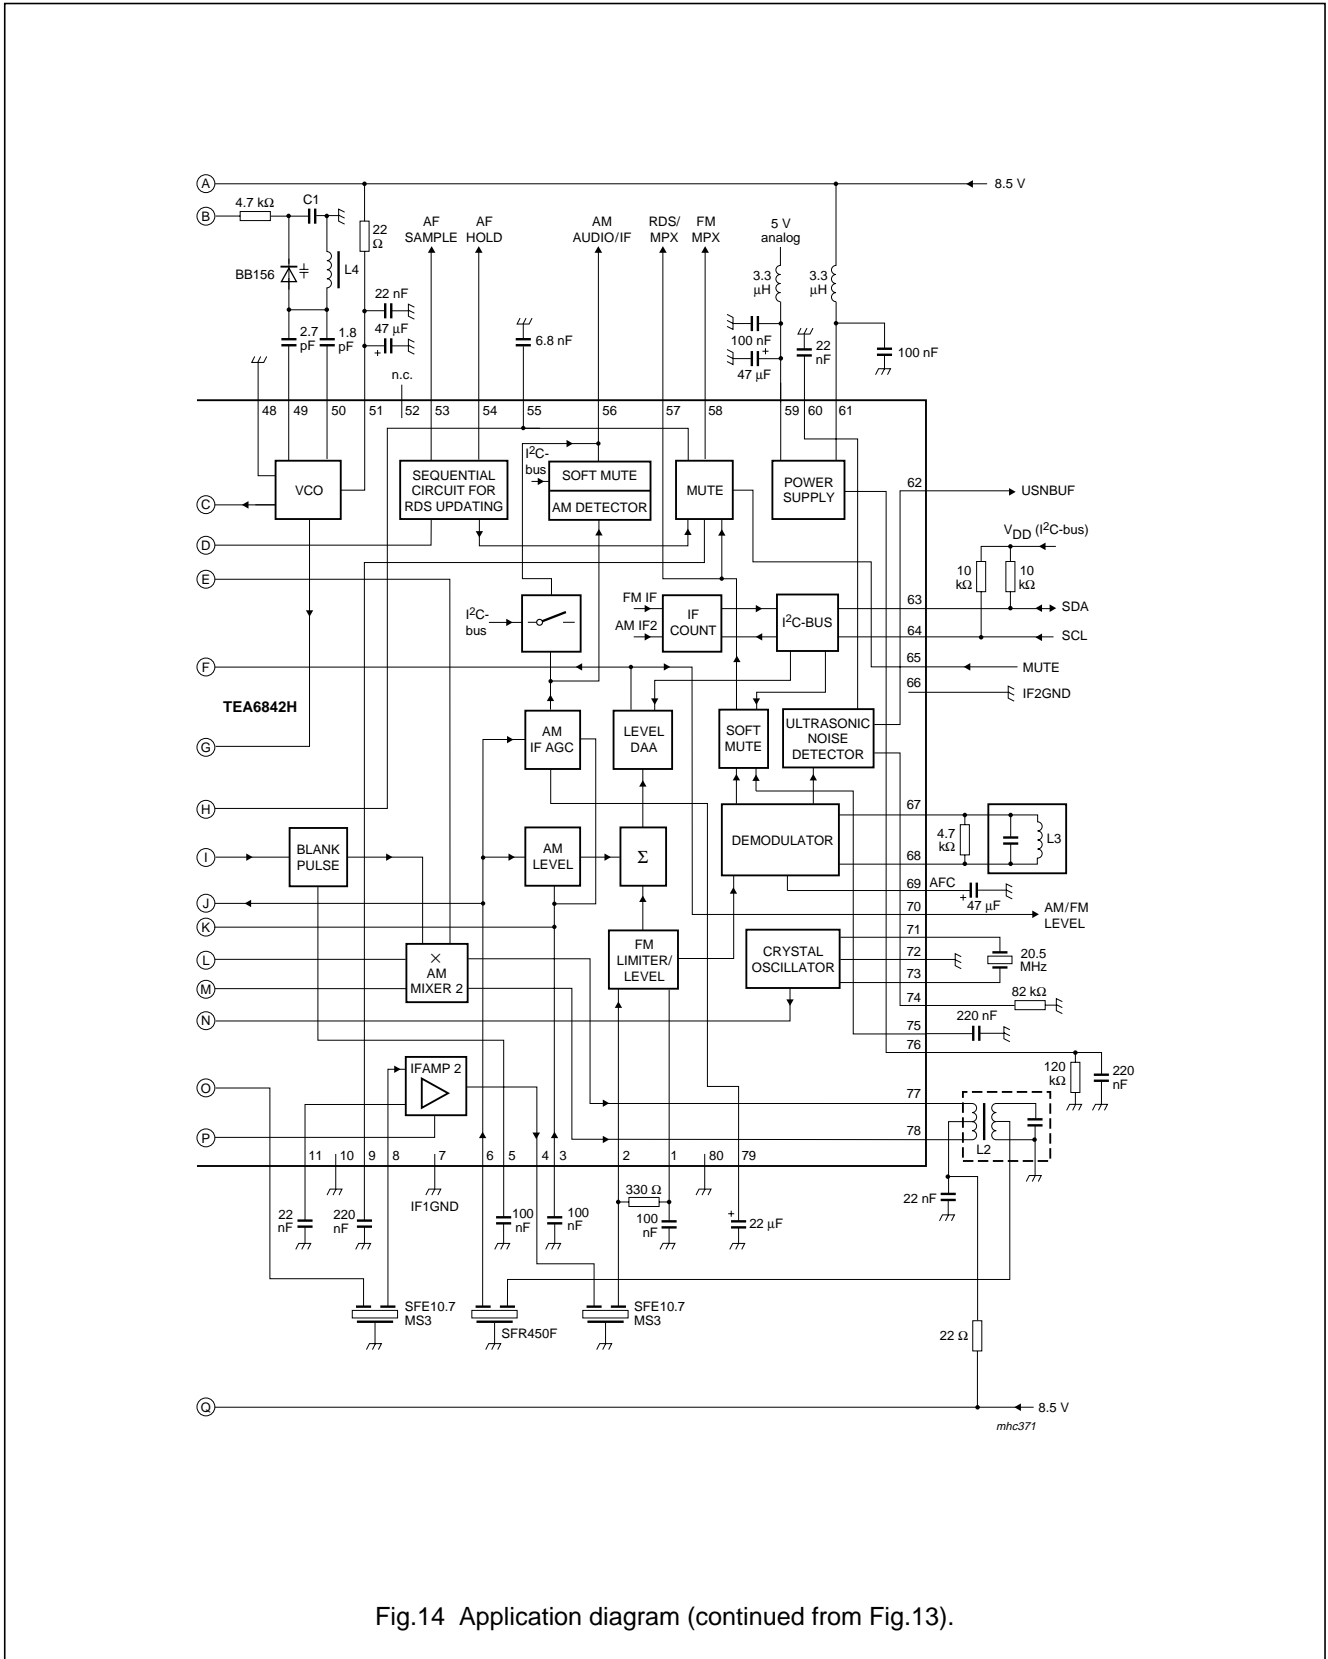 A
8.5 V
B
4.7 kΩ
C1
22
Ω
AF
SAMPLE
AF
HOLD
AM
AUDIO/IF
RDS/
MPX
FM
MPX
5 V
analog
BB156
L4
3.3
μH
3.3
μH
22 nF
47 μF
+
2.7
pF
1.8
pF
6.8 nF
100 nF
+
47 μF
22
nF
100 nF
n.c.
48
49
50
51
52
53
54
55
56
57
58
59
60
61
VCO
SEQUENTIAL
CIRCUIT FOR
RDS UPDATING
I2C-
bus
SOFT MUTE
AM DETECTOR
MUTE
POWER
SUPPLY
62
USNBUF
C
VDD (I2C-bus)
D
10
kΩ
10
kΩ
E
I2C-
bus
FM IF
AM IF2
IF
COUNT
I2C-BUS
63
SDA
64
SCL
F
65
MUTE
66
IF2GND
TEA6842H
G
AM
IF AGC
LEVEL
DAA
SOFT
MUTE
ULTRASONIC
NOISE
DETECTOR
H
67
DEMODULATOR
4.7
kΩ
L3
I
BLANK
PULSE
AM
LEVEL
Σ
68
69
AFC
+
47 μF
J
70
AM/FM
LEVEL
K
71
L
×
AM
MIXER 2
FM
LIMITER/
LEVEL
CRYSTAL
OSCILLATOR
72
20.5
MHz
M
73
74
82 kΩ
N
75
220 nF
76
O
IFAMP 2
120
kΩ
220
nF
77
P
78
L2
11
10
9
8
7
6
5
4
3
2
1
80
79
IF1GND
22
nF
220
nF
100
nF
100
nF
330 Ω
100
nF
+
22 μF
22 nF
SFE10.7
MS3
SFR450F
SFE10.7
MS3
22 Ω
Q
8.5 V
mhc371
Fig.14 Application diagram (continued from Fig.13).